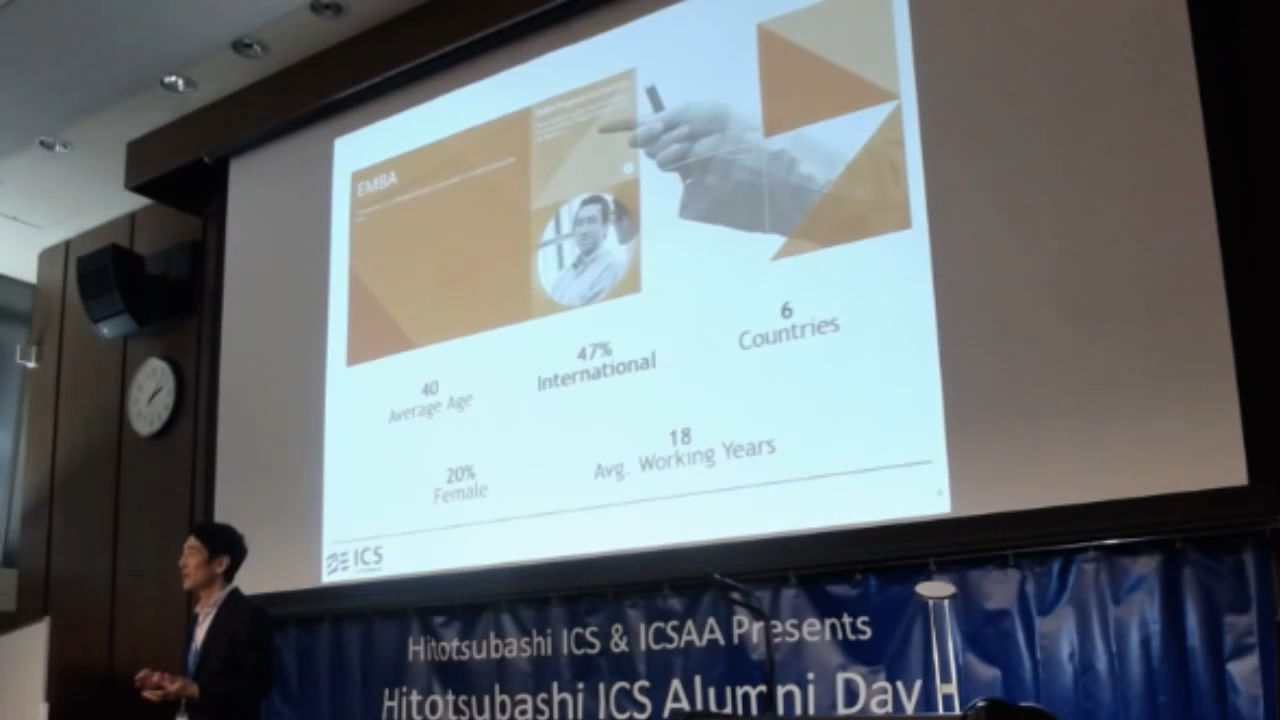 EMBA
6
Countries
47%
International
40
Average Age
18
Avg. Working Years
20%
Female
ICS
Hitotsubashi ICS & ICSAA Presents
Hitotsubashi ICS Alumni Day